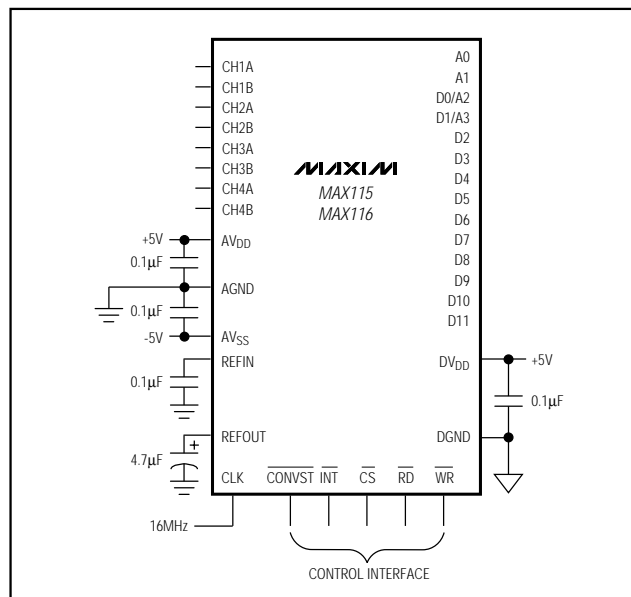 CH1A
CH1B
CH2A
CH2B
CH3A
CH3B
CH4A
CH4B
+5V
AVDD
0.1µF
AGND
0.1µF
-5V
AVSS
REFIN
0.1µF
REFOUT
+
4.7µF
CLK
CONVST
INT
CS
RD
WR
16MHz
CONTROL INTERFACE
MAXIM
MAX115
MAX116
A0
A1
D0/A2
D1/A3
D2
D3
D4
D5
D6
D7
D8
D9
D10
D11
DVDD
+5V
0.1µF
DGND